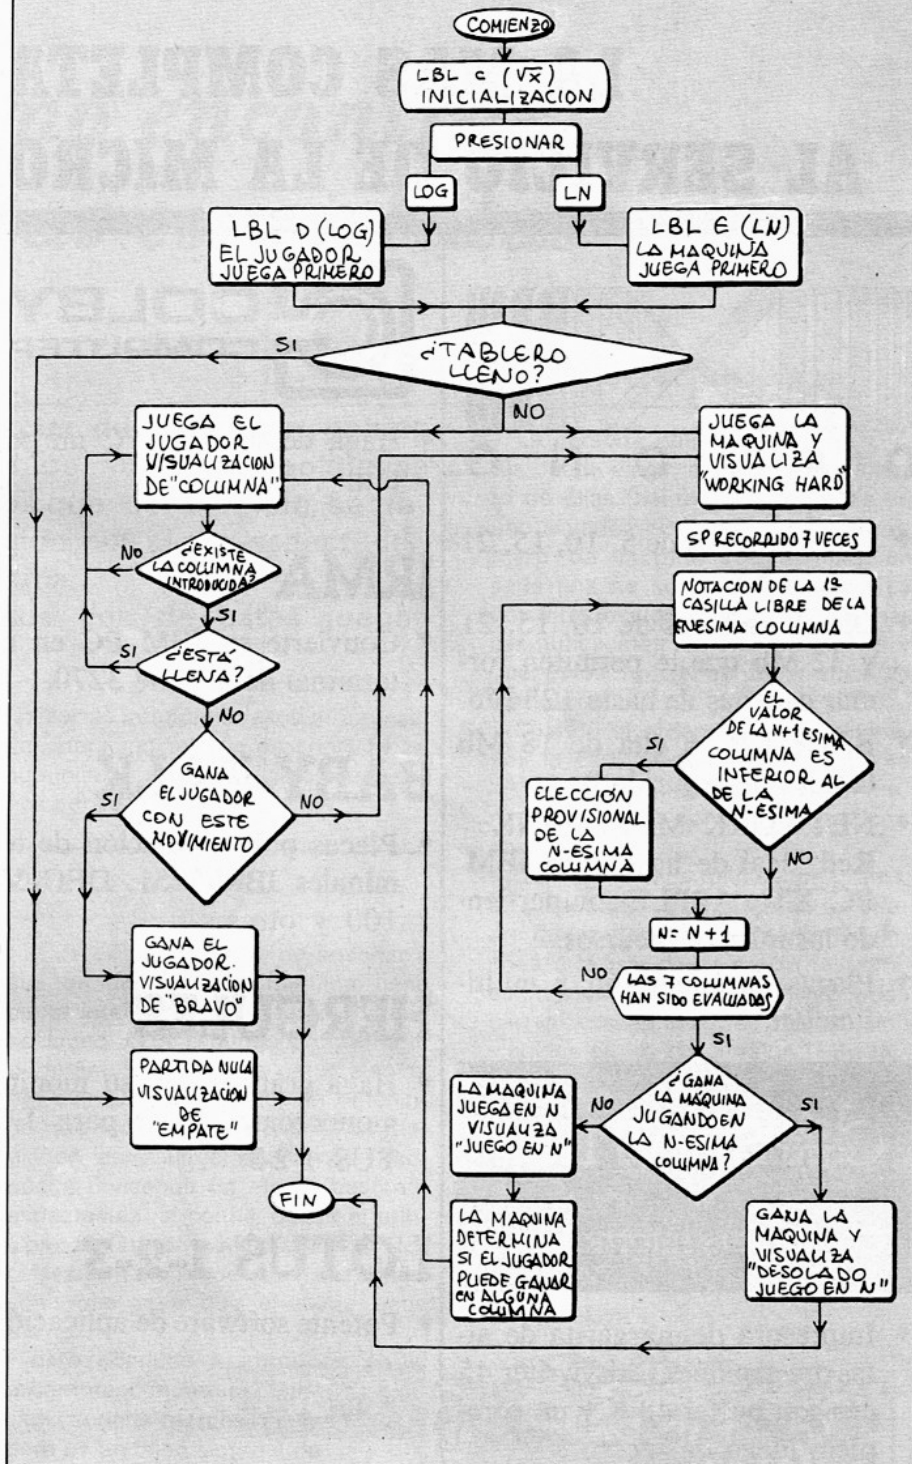 COMIENZO
LBL c (√x)
INICIALIZACION
PRESIONAR
LOG
LN
LBL D (LOG)
EL JUGADOR
JUEGA PRIMERO
LBL E (LN)
LA MAQUINA
JUEGA PRIMERO
SI
¿TABLERO
LLENO?
NO
JUEGA EL
JUGADOR
VISUALIZACION
DE "COLUMNA"
JUEGA LA
MAQUINA Y
VISUALIZA
"WORKING HARD"
NO
¿EXISTE
LA COLUMNA
INTRODUCIDA?
SI
SP RECORRIDO 7 VECES
NOTACION DE LA 1ª
CASILLA LIBRE DE LA
ENESIMA COLUMNA
SI
¿ESTÁ
LLENA?
NO
EL
VALOR
DE LA N+1 ESIMA
COLUMNA ES
INFERIOR AL
DE LA
N-ESIMA
SI
NO
SI
GANA
EL JUGADOR
CON ESTE
MOVIMIENTO
NO
ELECCIÓN
PROVISIONAL
DE LA
N-ESIMA
COLUMNA
N= N+1
GANA EL
JUGADOR.
VISUALIZACION
DE "BRAVO"
NO
LAS 7 COLUMNAS
HAN SIDO EVALUADAS
SI
PARTIDA NULA
VISUALIZACIÓN
DE
"EMPATE"
LA MAQUINA
JUEGA EN N
VISUALIZA
"JUEGO EN N"
NO
¿GANA
LA MÁQUINA
JUGANDO EN
LA N-ESIMA
COLUMNA?
SI
FIN
LA MAQUINA
DETERMINA
SI EL JUGADOR
PUEDE GANAR
EN ALGUNA
COLUMNA
GANA LA
MAQUINA Y
VISUALIZA
"DESOLADO
JUEGO EN N"